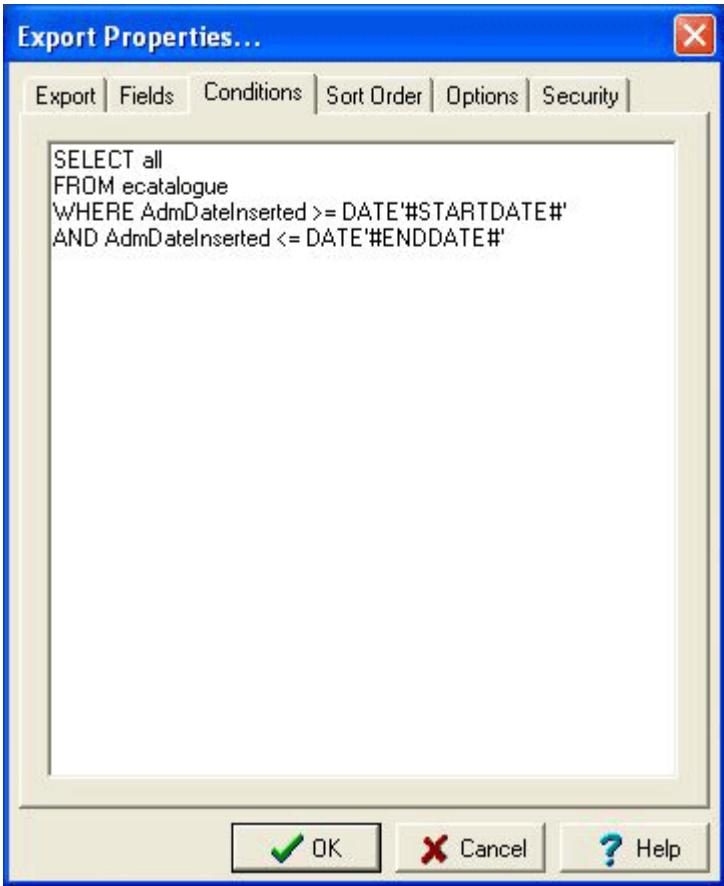 Export Properties...
Export Fields Conditions Sort Order Options Security
SELECT all
FROM ecatalogue
WHERE AdmDateInserted >= DATE'#STARTDATE#'
AND AdmDateInserted <= DATE'#ENDDATE#'
OK Cancel Help